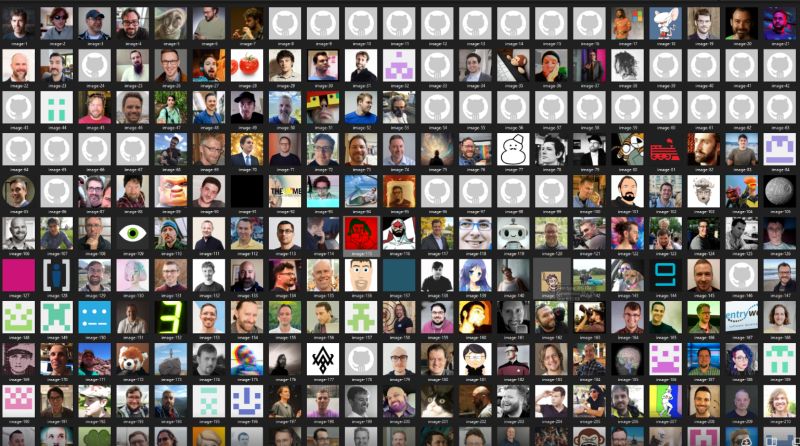 image-1 image-2 image-3 image-4 image-5 image-6 image-7 image-8 image-9 image-10 image-11 image-12 image-13 image-14 image-15 image-16 image-17 image-18 image-19 image-20 image-21
image-22 image-23 image-24 image-25 image-26 image-27 image-28 image-29 image-30 image-31 image-32 image-33 image-34 image-35 image-36 image-37 image-38 image-39 image-40 image-41 image-42
image-43 image-44 image-45 image-46 image-47 image-48 image-49 image-50 image-51 image-52 image-53 image-54 image-55 image-56 image-57 image-58 image-59 image-60 image-61 image-62 image-63
image-64 image-65 image-66 image-67 image-68 image-69 image-70 image-71 image-72 image-73 image-74 image-75 image-76 image-77 image-78 image-79 image-80 image-81 image-82 image-83 image-84
image-85 image-86 image-87 image-88 image-89 image-90 image-91 image-92 image-93 image-94 image-95 image-96 image-97 image-98 image-99 image-100 image-101 image-102 image-103 image-104 image-105
image-106 image-107 image-108 image-109 image-110 image-111 image-112 image-113 image-114 image-115 image-116 image-117 image-118 image-119 image-120 image-121 image-122 image-123 image-124 image-125 image-126
image-127 image-128 image-129 image-130 image-131 image-132 image-133 image-134 image-135 image-136 image-137 image-138 image-139 image-140 image-141 image-142 image-143 image-144 image-145 image-146 image-147
image-148 image-149 image-150 image-151 image-152 image-153 image-154 image-155 image-156 image-157 image-158 image-159 image-160 image-161 image-162 image-163 image-164 image-165 image-166 image-167 image-168
image-169 image-170 image-171 image-172 image-173 image-174 image-175 image-176 image-177 image-178 image-179 image-180 image-181 image-182 image-183 image-184 image-185 image-186 image-187 image-188 image-189
image-190 image-191 image-192 image-193 image-194 image-195 image-196 image-197 image-198 image-199 image-200 image-201 image-202 image-203 image-204 image-205 image-206 image-207 image-208 image-209 image-210